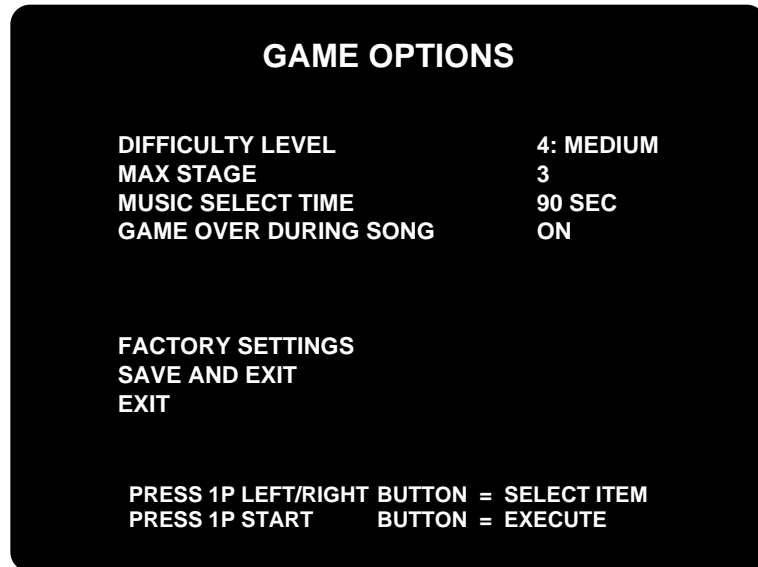 GAME OPTIONS
DIFFICULTY LEVEL 4: MEDIUM
MAX STAGE 3
MUSIC SELECT TIME 90 SEC
GAME OVER DURING SONG ON
FACTORY SETTINGS
SAVE AND EXIT
EXIT
PRESS 1P LEFT/RIGHT BUTTON = SELECT ITEM
PRESS 1P START BUTTON = EXECUTE